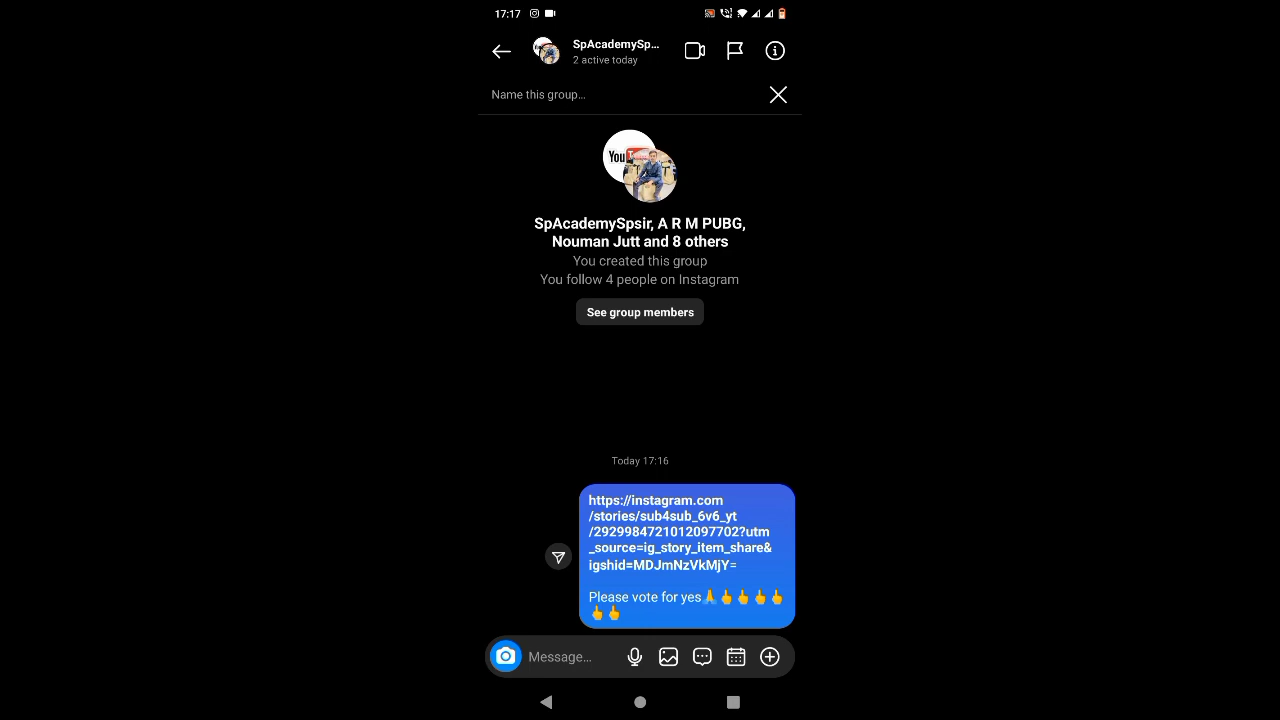 17:17
SpAcademySp...
2 active today
Name this group...
You
SpAcademySpsir, A R M PUBG,
Nouman Jutt and 8 others
You created this group
You follow 4 people on Instagram
See group members
Today 17:16
https://instagram.com
/stories/sub4sub_6v6_yt
/2929984721012097702?utm
_source=ig_story_item_share&
igshid=MDJmNzVkMjY=
Please vote for yes🙏👆👆👆👆
👆👆
Message...